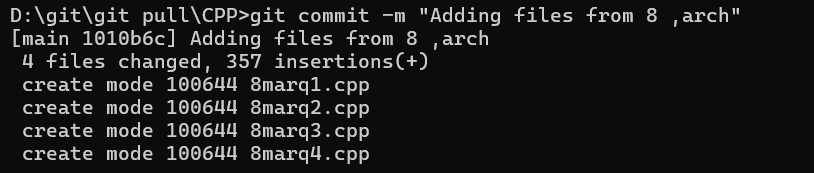 D:\git\git pull\CPP>git commit -m "Adding files from 8 ,arch"
[main 1010b6c] Adding files from 8 ,arch
 4 files changed, 357 insertions(+)
 create mode 100644 8marq1.cpp
 create mode 100644 8marq2.cpp
 create mode 100644 8marq3.cpp
 create mode 100644 8marq4.cpp